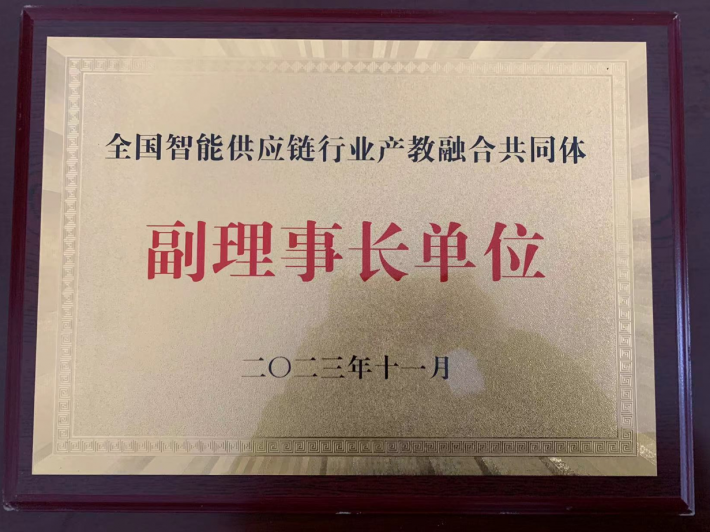 全国智能供应链行业产教融合共同体
副理事长单位
二〇二三年十一月